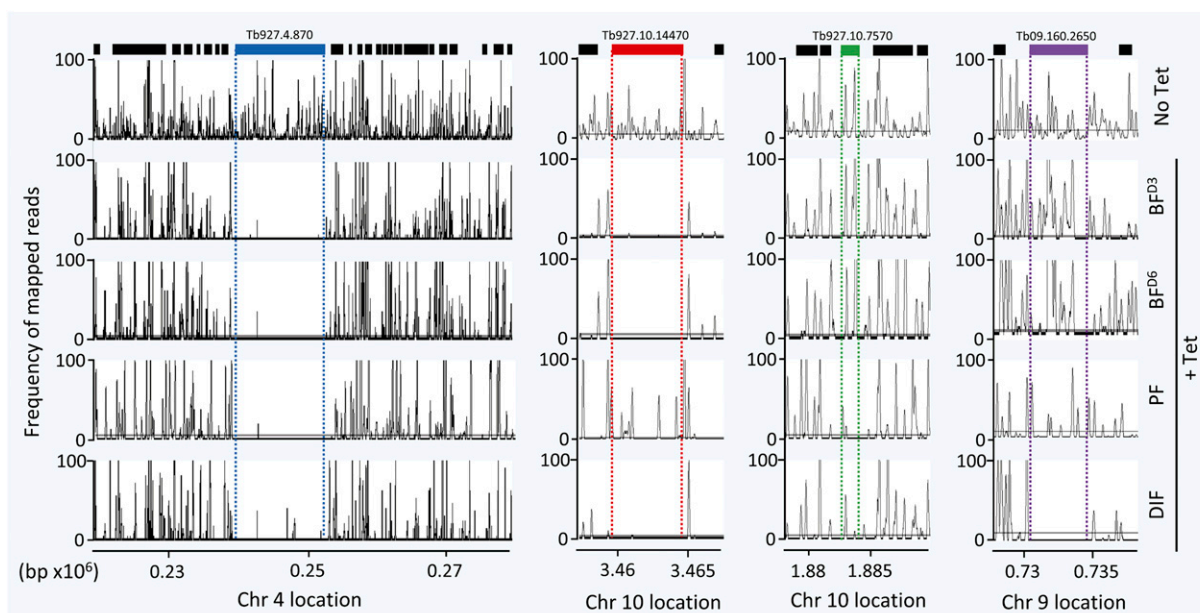 Tb927.4.870 Tb927.10.14470 Tb927.10.7570 Tb09.160.2650
100 100 100 100
0 0 0 0
No Tet
100 100 100 100
0 0 0 0
BF^D3
100 100 100 100
0 0 0 0
BF^D6
100 100 100 100
0 0 0 0
PF
100 100 100 100
0 0 0 0
DIF
+ Tet
Frequency of mapped reads
(bp x10⁶) 0.23 0.25 0.27 3.46 3.465 1.88 1.885 0.73 0.735
Chr 4 location Chr 10 location Chr 10 location Chr 9 location